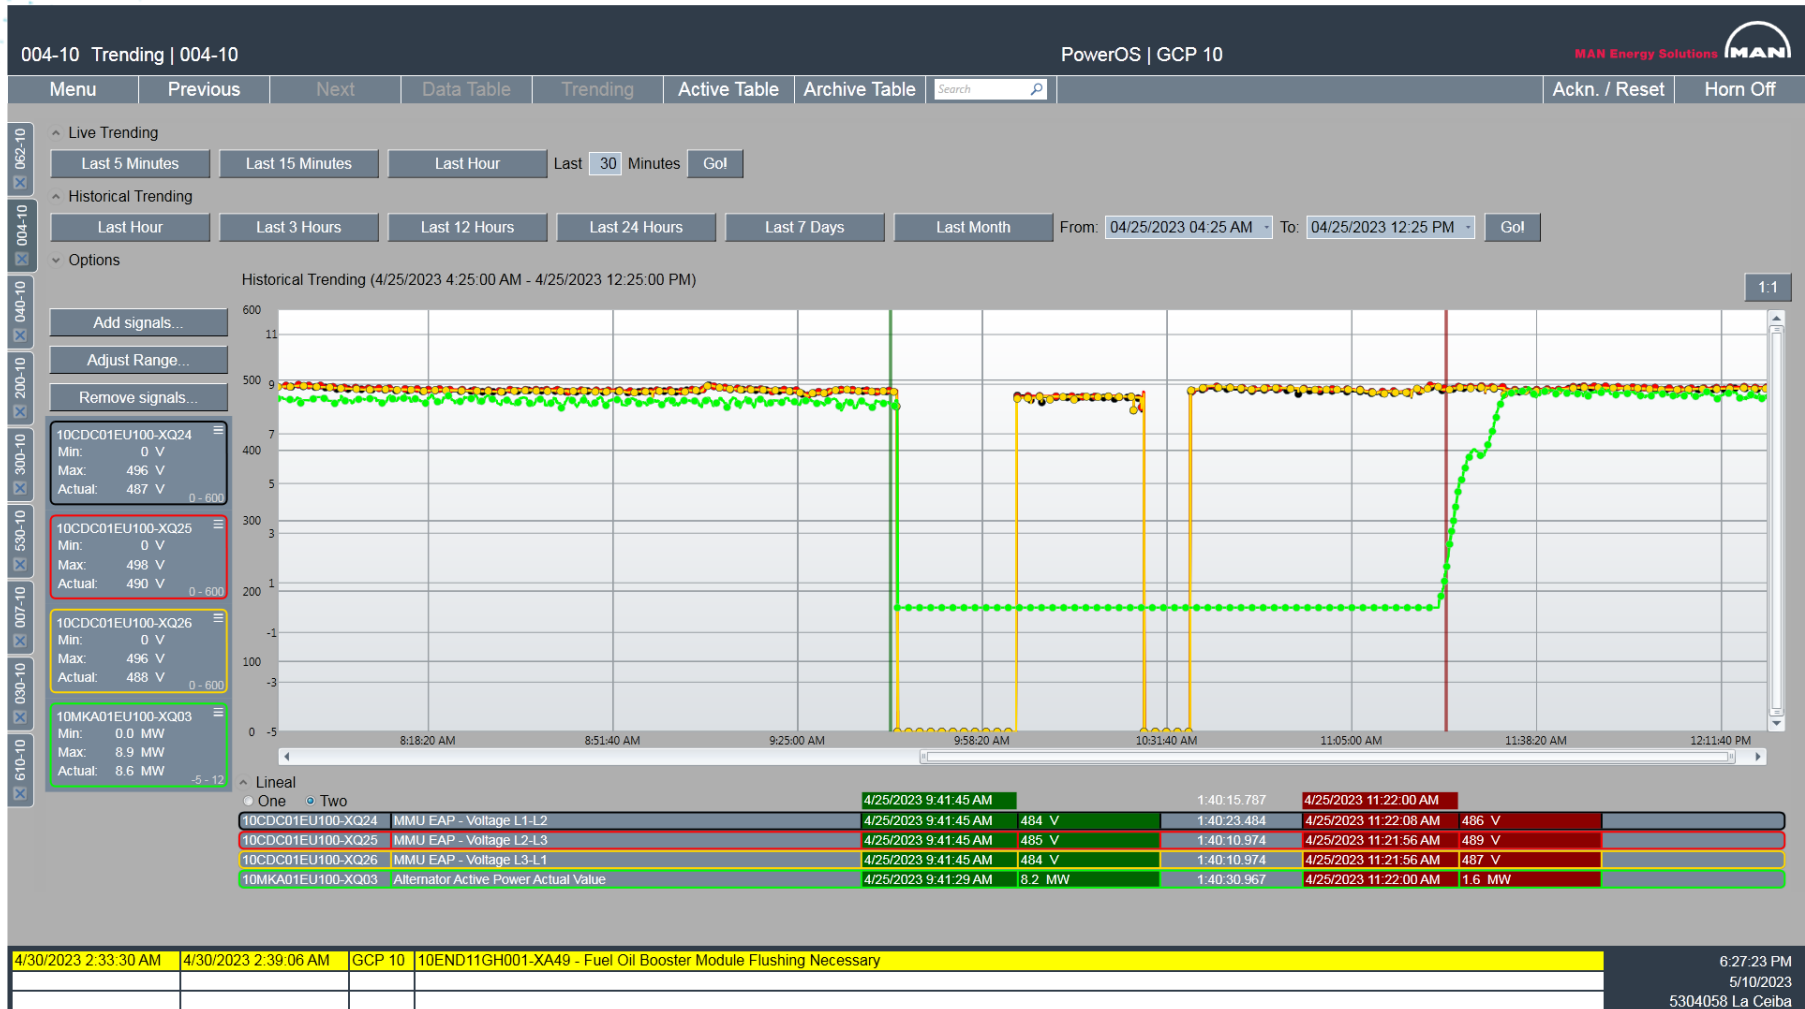 004-10 Trending | 004-10 PowerOS | GCP 10 MAN Energy Solutions MAN
Menu Previous Next Data Table Trending Active Table Archive Table Search Ackn. / Reset Horn Off
062-10
004-10
040-10
200-10
300-10
530-10
007-10
030-10
610-10
Live Trending
Last 5 Minutes Last 15 Minutes Last Hour Last 30 Minutes Go!
Historical Trending
Last Hour Last 3 Hours Last 12 Hours Last 24 Hours Last 7 Days Last Month From: 04/25/2023 04:25 AM To: 04/25/2023 12:25 PM Go!
Options
Historical Trending (4/25/2023 4:25:00 AM - 4/25/2023 12:25:00 PM) 1:1
Add signals...
Adjust Range...
Remove signals...
10CDC01EU100-XQ24
Min: 0 V
Max: 496 V
Actual: 487 V
0 - 600
10CDC01EU100-XQ25
Min: 0 V
Max: 498 V
Actual: 490 V
0 - 600
10CDC01EU100-XQ26
Min: 0 V
Max: 496 V
Actual: 488 V
0 - 600
10MKA01EU100-XQ03
Min: 0.0 MW
Max: 8.9 MW
Actual: 8.6 MW
-5 - 12
600
11
500 9
7
400
5
300
3
200 1
-1
100
-3
0 -5
8:18:20 AM 8:51:40 AM 9:25:00 AM 9:58:20 AM 10:31:40 AM 11:05:00 AM 11:38:20 AM 12:11:40 PM
Lineal
One Two 4/25/2023 9:41:45 AM 1:40:15.787 4/25/2023 11:22:00 AM
10CDC01EU100-XQ24 MMU EAP - Voltage L1-L2 4/25/2023 9:41:45 AM 484 V 1:40:23.484 4/25/2023 11:22:08 AM 486 V
10CDC01EU100-XQ25 MMU EAP - Voltage L2-L3 4/25/2023 9:41:45 AM 485 V 1:40:10.974 4/25/2023 11:21:56 AM 489 V
10CDC01EU100-XQ26 MMU EAP - Voltage L3-L1 4/25/2023 9:41:45 AM 484 V 1:40:10.974 4/25/2023 11:21:56 AM 487 V
10MKA01EU100-XQ03 Alternator Active Power Actual Value 4/25/2023 9:41:29 AM 8.2 MW 1:40:30.967 4/25/2023 11:22:00 AM 1.6 MW
4/30/2023 2:33:30 AM 4/30/2023 2:39:06 AM GCP 10 10END11GH001-XA49 - Fuel Oil Booster Module Flushing Necessary
6:27:23 PM
5/10/2023
5304058 La Ceiba